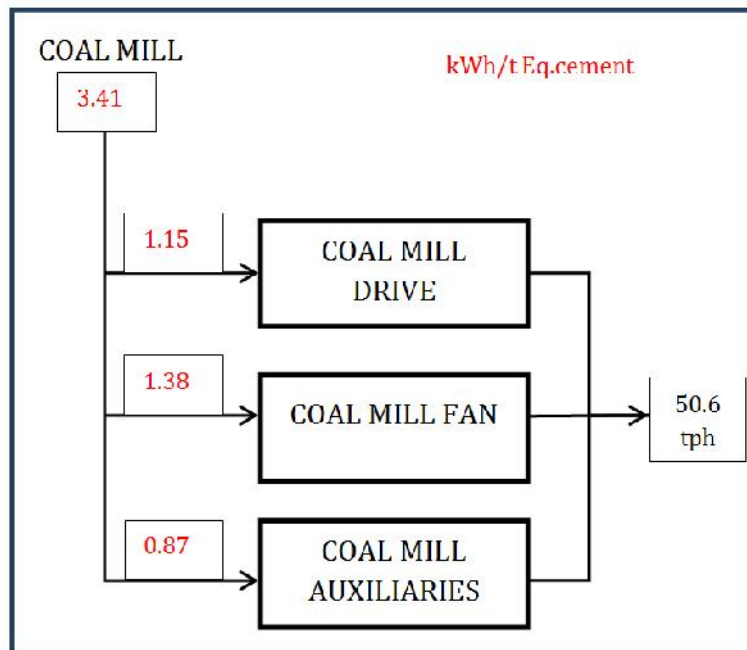 COAL MILL
3.41
kWh/t Eq.cement
1.15
COAL MILL
DRIVE
1.38
COAL MILL FAN
50.6
tph
0.87
COAL MILL
AUXILIARIES